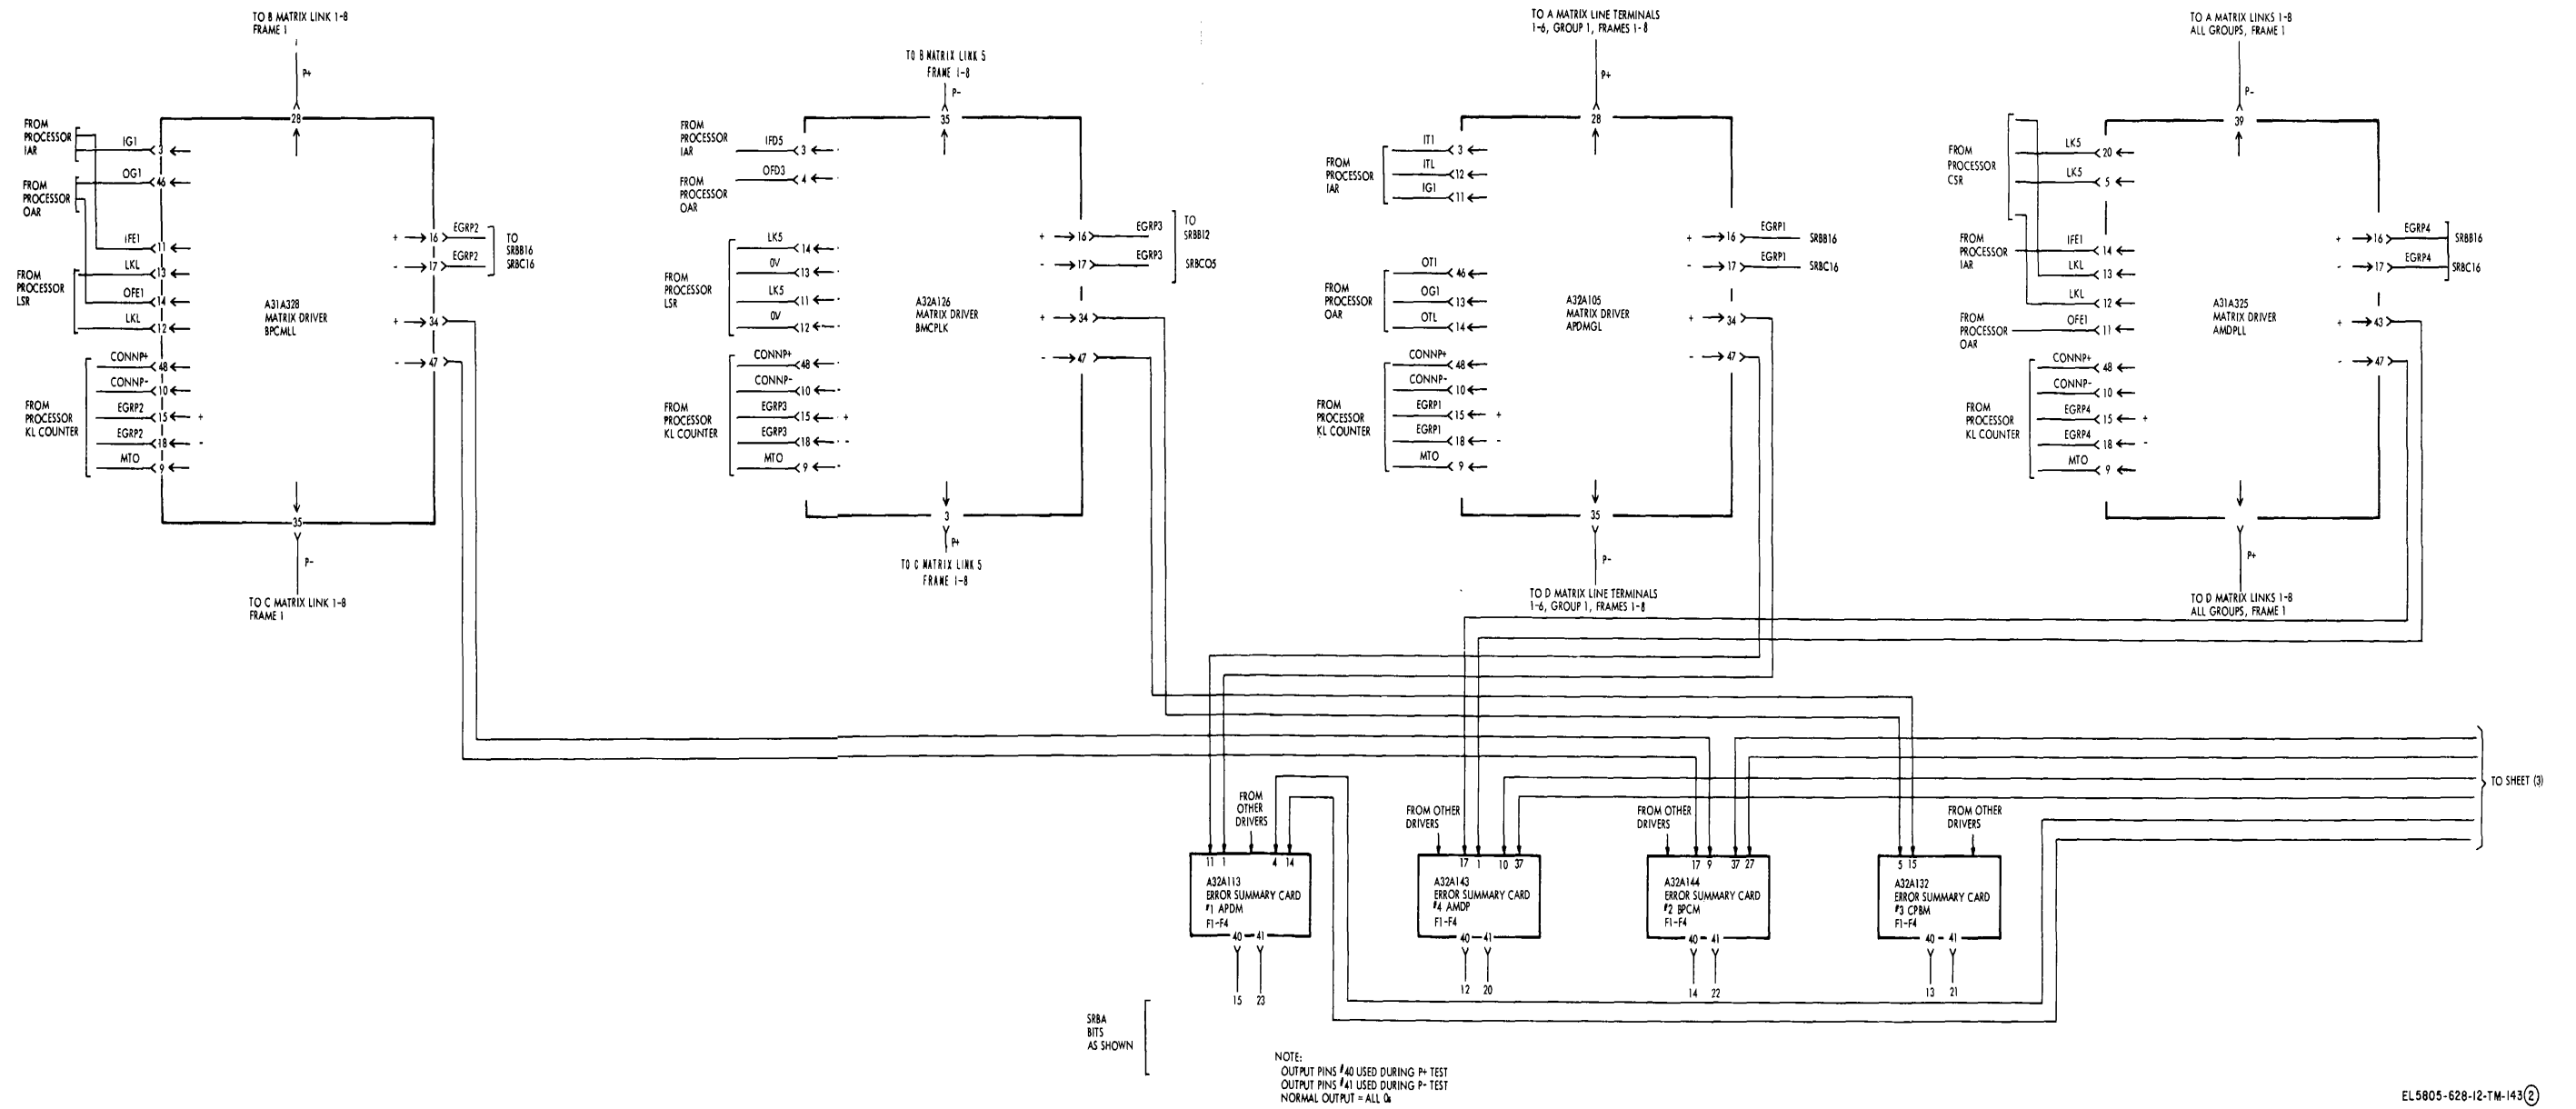 TO B MATRIX LINK 1-8
FRAME 1
P+
28
FROM
PROCESSOR
IAR
IG1
3
FROM
PROCESSOR
OAR
OG1
46
IFE1
11
FROM
PROCESSOR
LSR
LKL
13
OFE1
14
LKL
12
FROM
PROCESSOR
KL COUNTER
CONNP+
48
CONNP-
10
EGRP2
15
+
EGRP2
18
-
MTO
9
A31A328
MATRIX DRIVER
BPCMLL
+
16
EGRP2
-
17
EGRP2
TO
SRBB16
SRBC16
+
34
-
47
35
P-
TO C MATRIX LINK 1-8
FRAME 1
TO B MATRIX LINK 5
FRAME 1-8
P-
35
FROM
PROCESSOR
IAR
IFD5
3
FROM
PROCESSOR
OAR
OFD3
4
FROM
PROCESSOR
LSR
LK5
14
0V
13
LK5
11
0V
12
FROM
PROCESSOR
KL COUNTER
CONNP+
48
CONNP-
10
EGRP3
15
+
EGRP3
18
-
MTO
9
A32A126
MATRIX DRIVER
BMCPLK
+
16
EGRP3
-
17
EGRP3
TO
SRBB12
SRBC05
+
34
-
47
3
P+
TO C MATRIX LINK 5
FRAME 1-8
TO A MATRIX LINE TERMINALS
1-6, GROUP 1, FRAMES 1-8
P+
28
FROM
PROCESSOR
IAR
IT1
3
ITL
12
IG1
11
FROM
PROCESSOR
OAR
OT1
46
OG1
13
OTL
14
FROM
PROCESSOR
KL COUNTER
CONNP+
48
CONNP-
10
EGRP1
15
+
EGRP1
18
-
MTO
9
A32A105
MATRIX DRIVER
APDMGL
+
16
EGRP1
SRBB16
-
17
EGRP1
SRBC16
+
34
-
47
35
P-
TO D MATRIX LINE TERMINALS
1-6, GROUP 1, FRAMES 1-8
TO A MATRIX LINKS 1-8
ALL GROUPS, FRAME 1
P-
39
FROM
PROCESSOR
CSR
LK5
20
LK5
5
FROM
PROCESSOR
IAR
IFE1
14
LKL
13
LKL
12
FROM
PROCESSOR
OAR
OFE1
11
FROM
PROCESSOR
KL COUNTER
CONNP+
48
CONNP-
10
EGRP4
15
+
EGRP4
18
-
MTO
9
A31A325
MATRIX DRIVER
AMDPLL
+
16
EGRP4
SRBB16
-
17
EGRP4
SRBC16
+
43
-
47
P+
TO D MATRIX LINKS 1-8
ALL GROUPS, FRAME 1
TO SHEET (3)
FROM
OTHER
DRIVERS
11 1 4 14
A32A113
ERROR SUMMARY CARD
#1 APDM
F1-F4
40 41
15 23
FROM OTHER
DRIVERS
17 1 10 37
A32A143
ERROR SUMMARY CARD
#4 AMDP
F1-F4
40 41
12 20
FROM OTHER
DRIVERS
17 9 37 27
A32A144
ERROR SUMMARY CARD
#2 BPCM
F1-F4
40 41
14 22
FROM OTHER
DRIVERS
5 15
A32A132
ERROR SUMMARY CARD
#3 CPBM
F1-F4
40 41
13 21
SRBA
BITS
AS SHOWN
NOTE:
OUTPUT PINS #40 USED DURING P+ TEST
OUTPUT PINS #41 USED DURING P- TEST
NORMAL OUTPUT = ALL 0s
EL5805-628-12-TM-143②